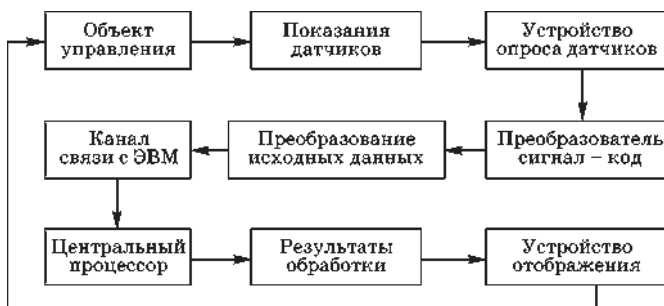 Объект
управления
Показания
датчиков
Устройство
опроса датчиков
Канал
связи с ЭВМ
Преобразование
исходных данных
Преобразователь
сигнал – код
Центральный
процессор
Результаты
обработки
Устройство
отображения